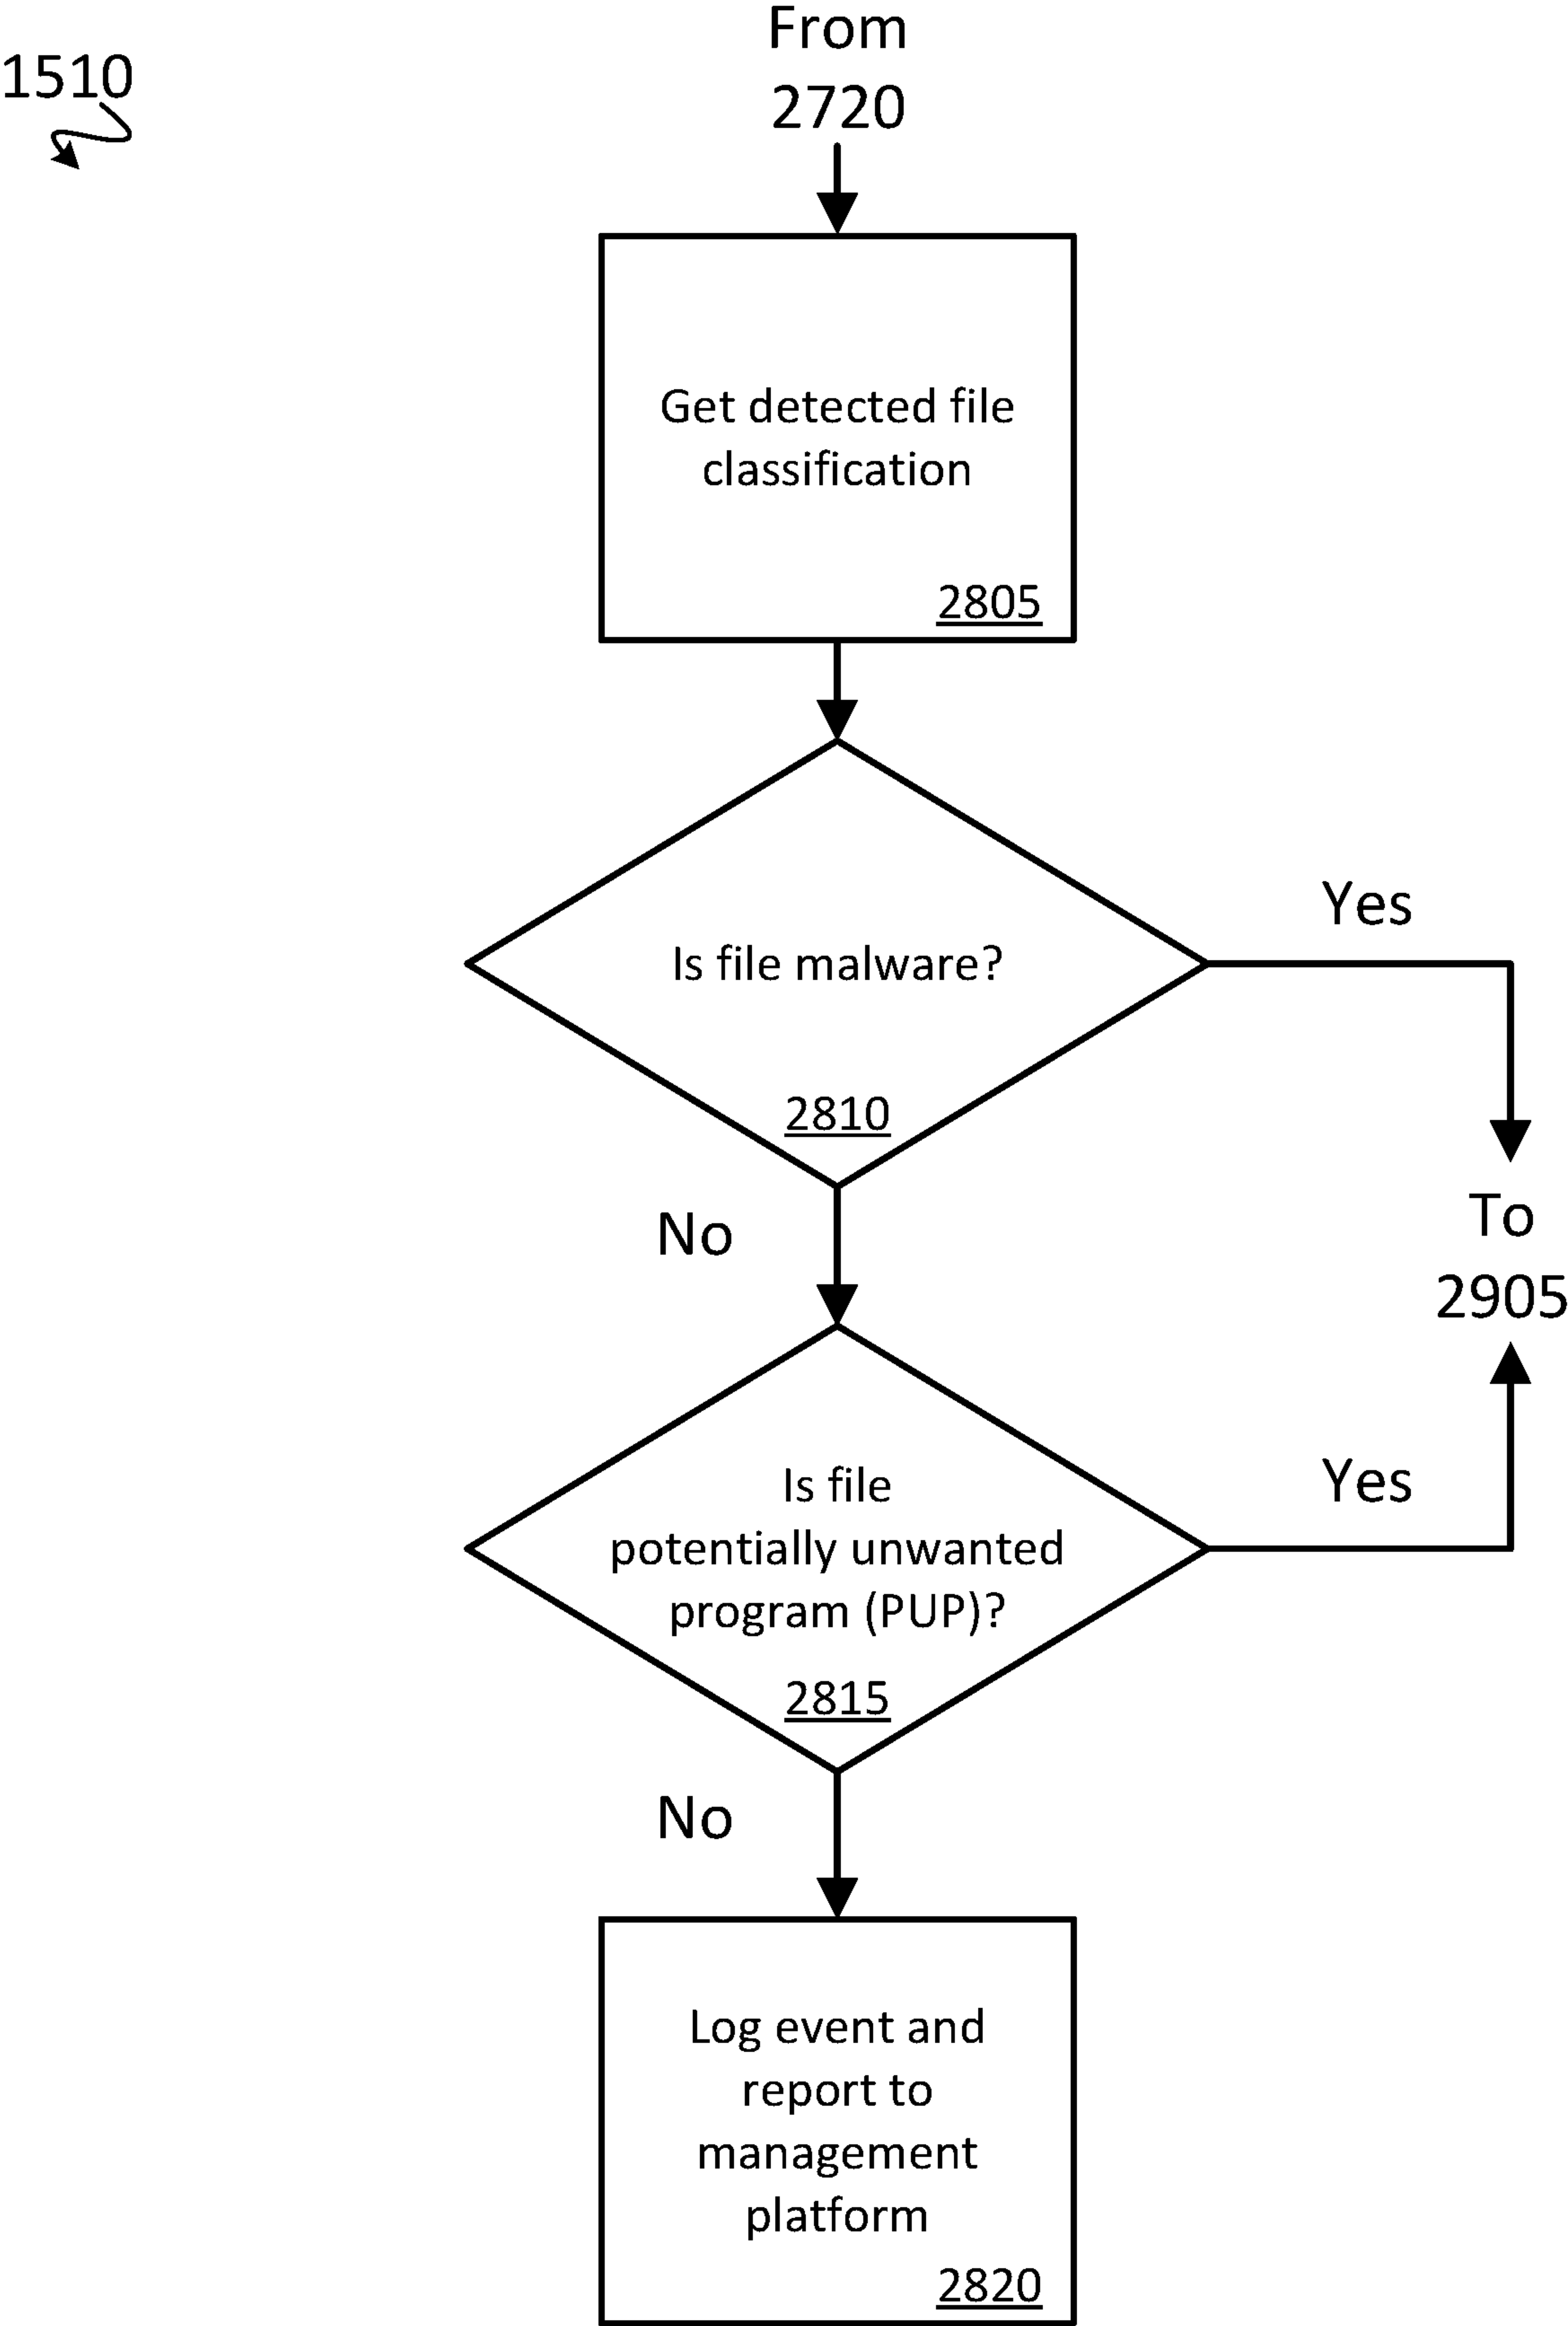 1510
From
2720
Get detected file
classification
2805
Is file malware?
2810
Yes
No
To
2905
Is file
potentially unwanted
program (PUP)?
2815
Yes
No
Log event and
report to
management
platform
2820